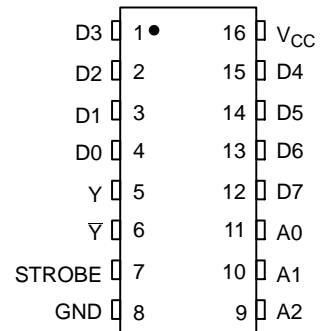 D3 1 16 VCC
D2 2 15 D4
D1 3 14 D5
D0 4 13 D6
Y 5 12 D7
Y̅ 6 11 A0
STROBE 7 10 A1
GND 8 9 A2